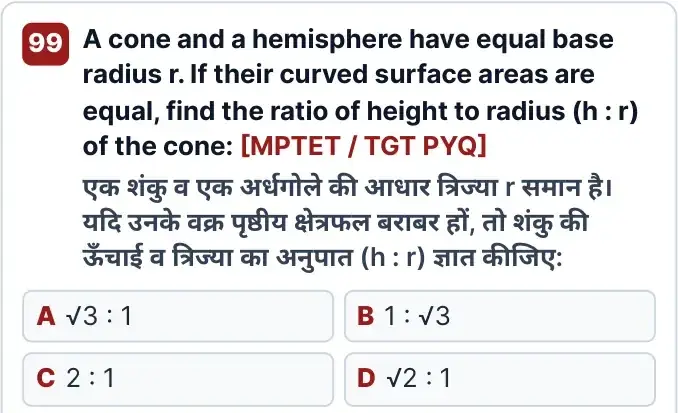 99 A cone and a hemisphere have equal base
radius r. If their curved surface areas are
equal, find the ratio of height to radius (h : r)
of the cone: [MPTET / TGT PYQ]
एक शंकु व एक अर्धगोले की आधार त्रिज्या r समान है।
यदि उनके वक्र पृष्ठीय क्षेत्रफल बराबर हों, तो शंकु की
ऊँचाई व त्रिज्या का अनुपात (h : r) ज्ञात कीजिए:
A √3 : 1
B 1 : √3
C 2 : 1
D √2 : 1